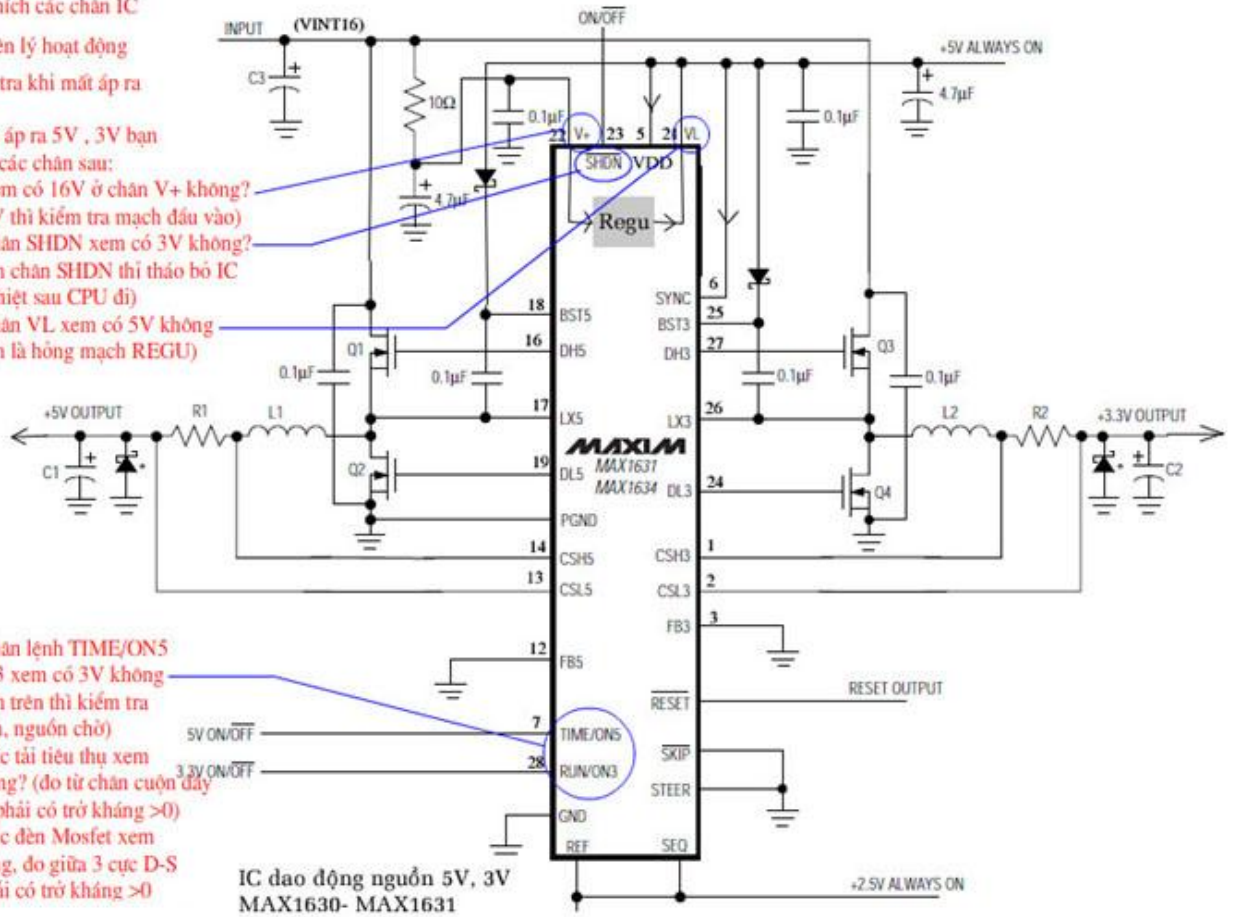 hích các chân IC
ên lý hoạt động
tra khi mất áp ra
áp ra 5V , 3V bạn
các chân sau:
em có 16V ở chân V+ không?
V thì kiểm tra mạch đầu vào)
ân SHDN xem có 3V không?
n chân SHDN thì tháo bỏ IC
hiệt sau CPU đi)
ân VL xem có 5V không
n là hỏng mạch REGU)
INPUT (VINT16)
ON/OFF
+5V ALWAYS ON
C3 +
10Ω
0.1µF
0.1µF
+ 4.7µF
22 V+ 23 5 21 VL
SHDN VDD
+ 4.7µF
Regu
6
SYNC
18 BST5
25 BST3
16 DH5
27 DH3
Q1
Q3
0.1µF
0.1µF
0.1µF
0.1µF
17 LX5
26 LX3
+5V OUTPUT
R1
L1
L2
R2
+3.3V OUTPUT
MAXIM
MAX1631
MAX1634
C1 +
Q2
19 DL5
24 DL3
Q4
+ C2
PGND
14 CSH5
1 CSH3
13 CSL5
2 CSL3
3 FB3
12 FB5
ân lệnh TIME/ON5
3 xem có 3V không
n trên thì kiểm tra
n, nguồn chờ)
c tải tiêu thụ xem
ng? (đo từ chân cuộn dây
phải có trở kháng >0)
c đèn Mosfet xem
ng, đo giữa 3 cực D-S
ải có trở kháng >0
RESET
RESET OUTPUT
5V ON/OFF
7 TIME/ON5
3.3V ON/OFF
28 RUN/ON3
SKIP
STEER
GND
REF
SEQ
+2.5V ALWAYS ON
IC dao động nguồn 5V, 3V
MAX1630- MAX1631